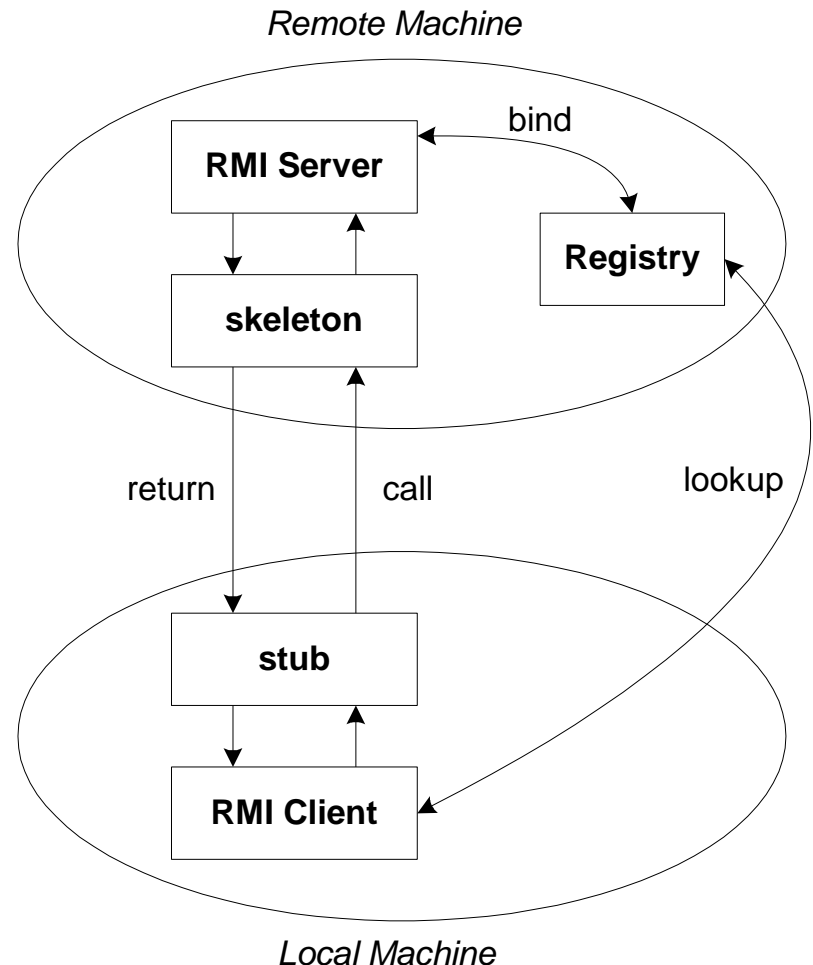 Remote Machine
bind
RMI Server
Registry
skeleton
return
call
lookup
stub
RMI Client
Local Machine